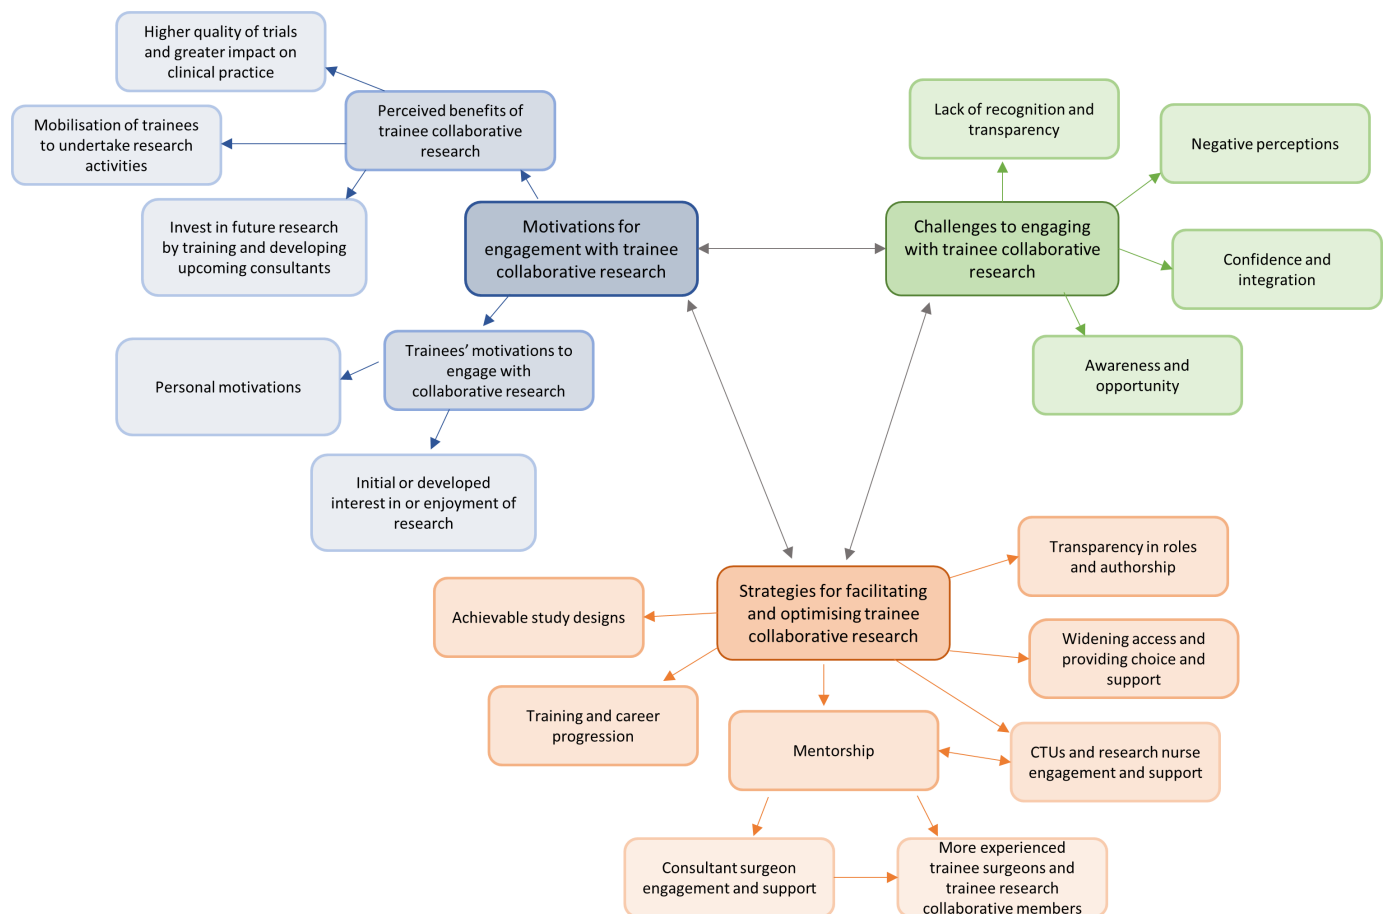 Higher quality of trials
and greater impact on
clinical practice
Mobilisation of trainees
to undertake research
activities
Perceived benefits of
trainee collaborative
research
Invest in future research
by training and developing
upcoming consultants
Motivations for
engagement with trainee
collaborative research
Trainees’ motivations to
engage with
collaborative research
Personal motivations
Initial or developed
interest in or enjoyment of
research
Lack of recognition and
transparency
Negative perceptions
Challenges to engaging
with trainee collaborative
research
Confidence and
integration
Awareness and
opportunity
Strategies for facilitating
and optimising trainee
collaborative research
Achievable study designs
Training and career
progression
Transparency in roles
and authorship
Widening access and
providing choice and
support
Mentorship
CTUs and research nurse
engagement and support
Consultant surgeon
engagement and support
More experienced
trainee surgeons and
trainee research
collaborative members